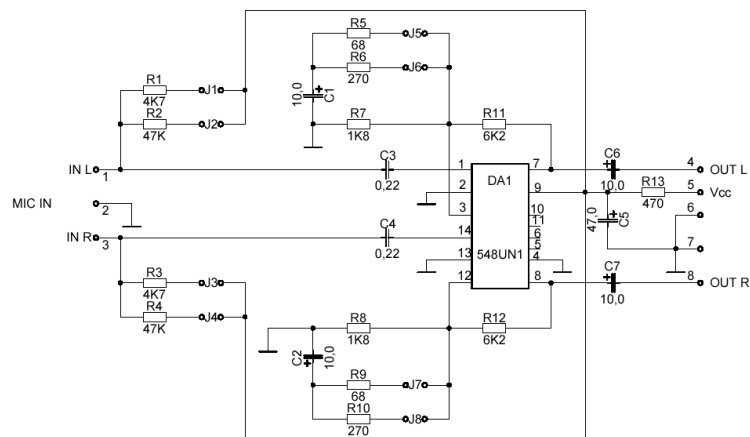 R5
68
J5
R6
270
J6
10,0
C1
R1
4K7
J1
R2
47K
J2
R7
1K8
R11
6K2
IN L
1
C3
0,22
1
7
C6
10,0
4
OUT L
DA1
2
9
R13
470
5
Vcc
MIC IN
2
3
10
11
47,0
C5
6
IN R
3
C4
0,22
14
6
5
7
13
548UN1
4
R3
4K7
J3
12
8
C7
10,0
8
OUT R
R4
47K
J4
R8
1K8
R12
6K2
C2
10,0
R9
68
J7
R10
270
J8